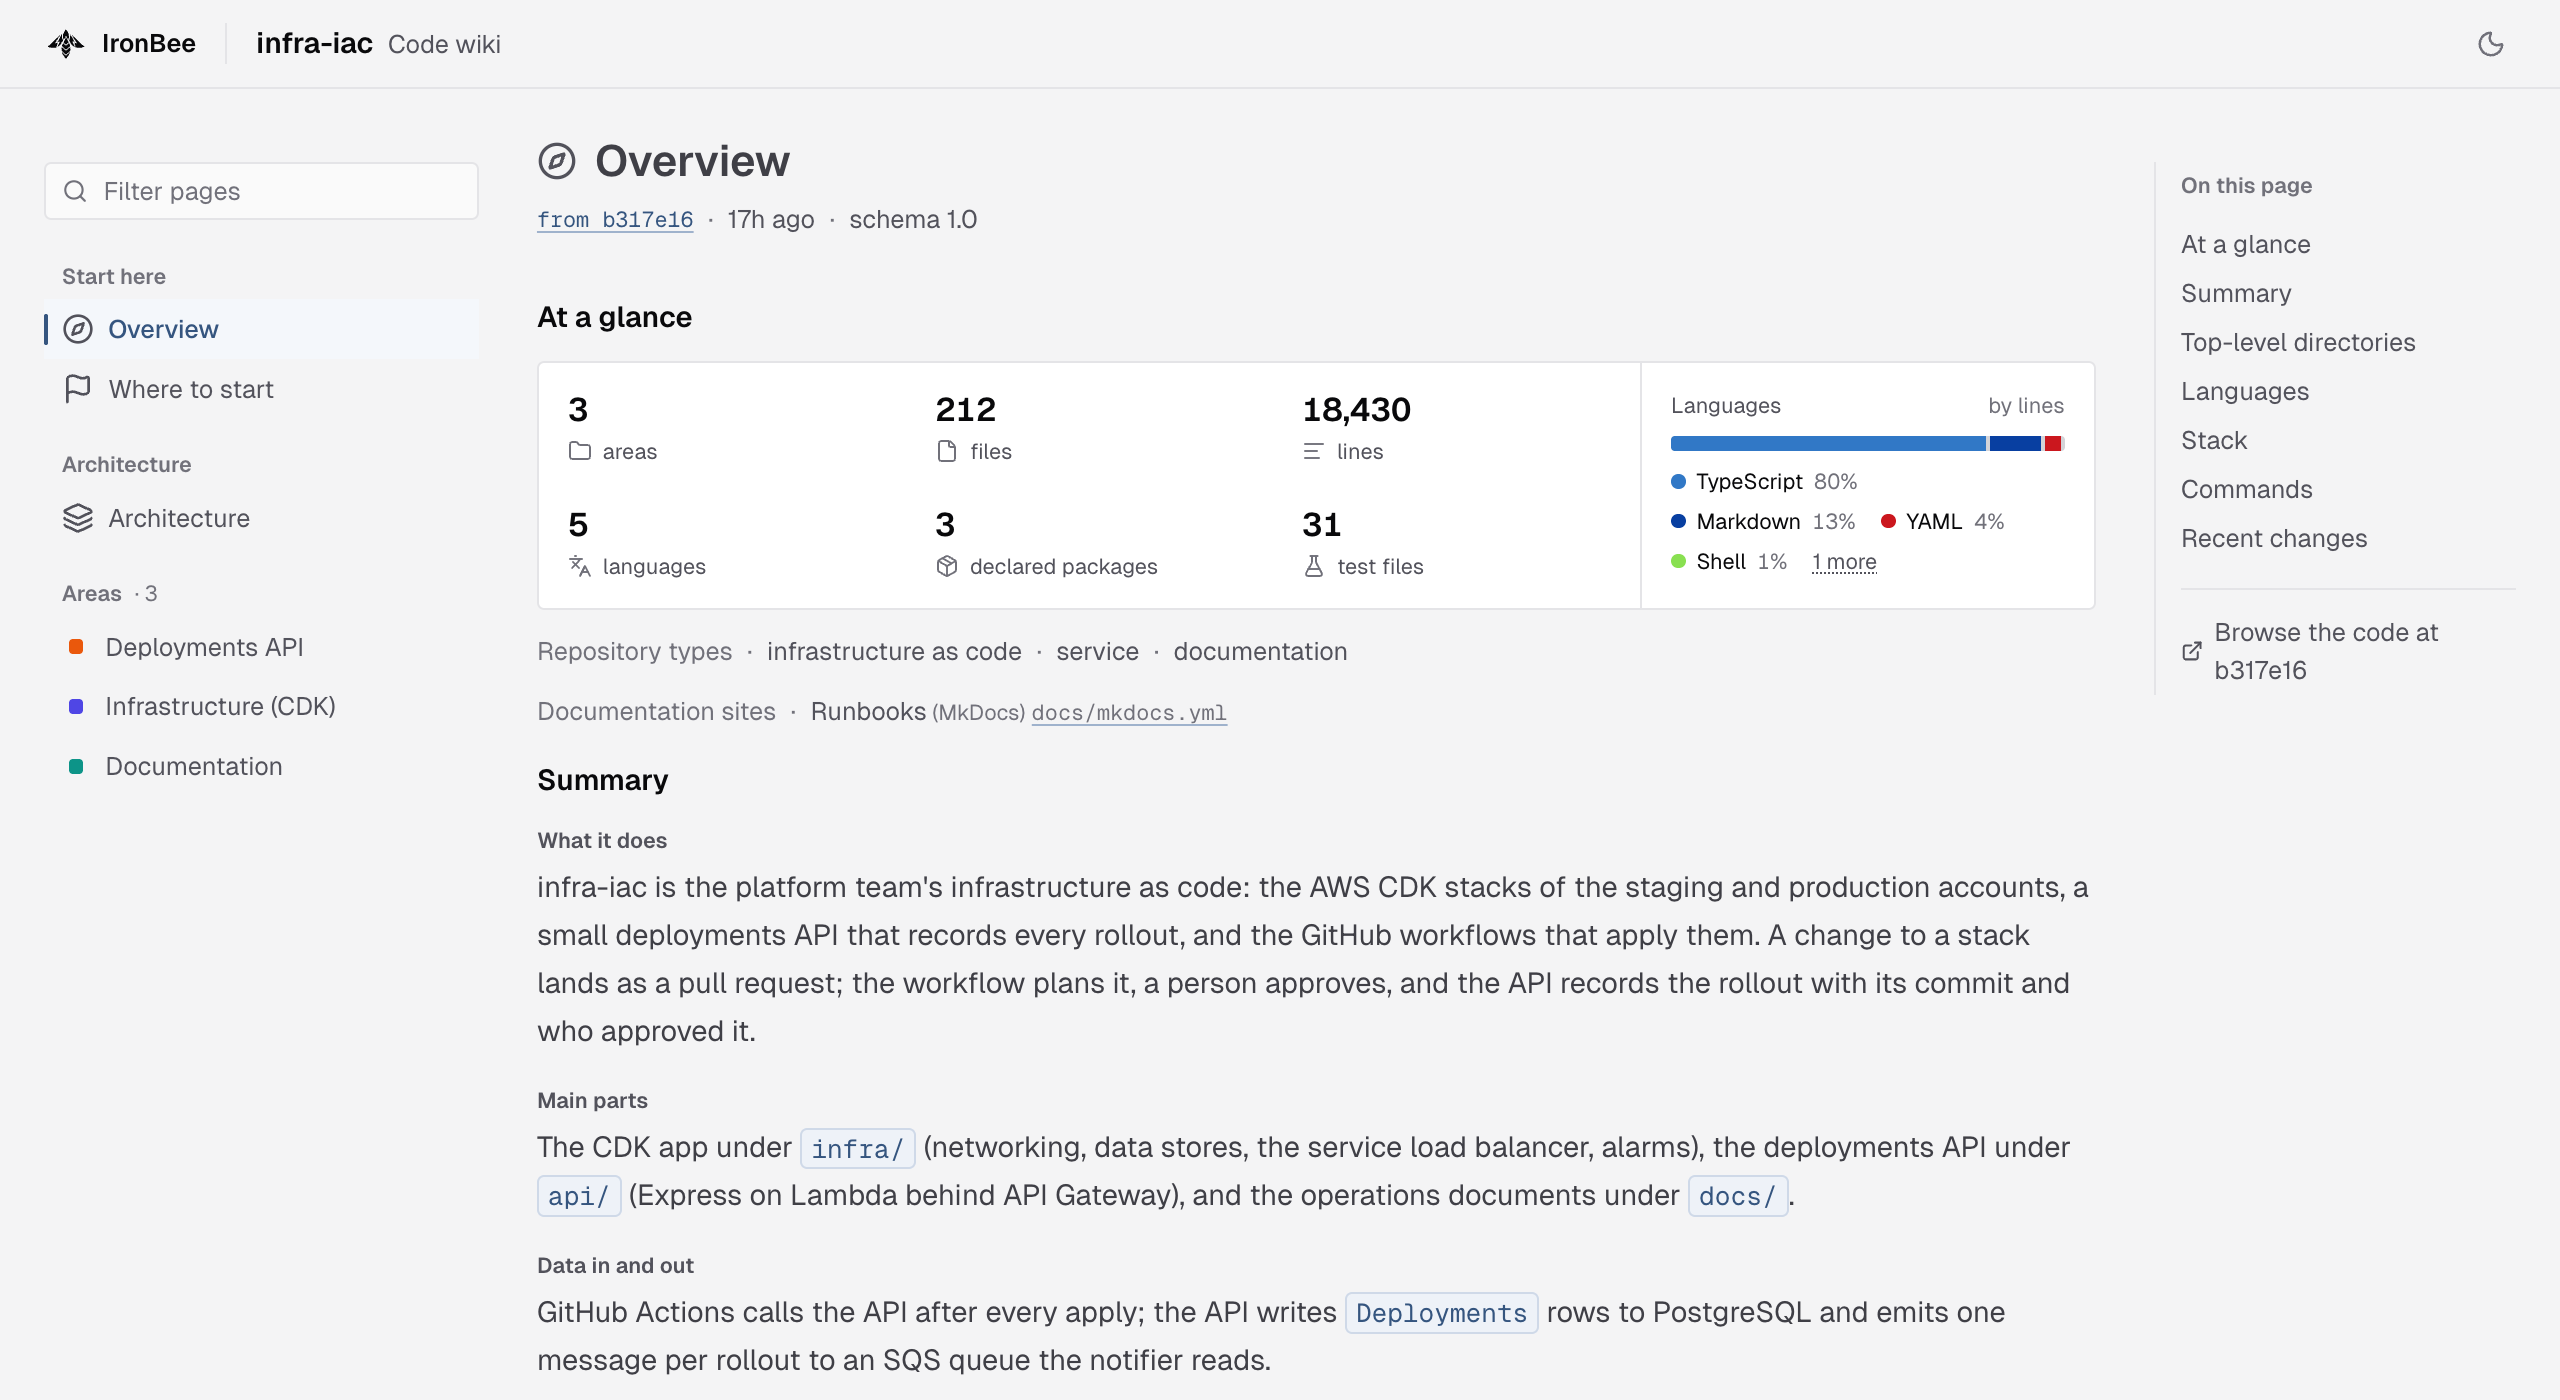 IronBee
infra-iac Code wiki
Filter pages
Start here
Overview
Where to start
Architecture
Architecture
Areas · 3
Deployments API
Infrastructure (CDK)
Documentation
Overview
from b317e16 · 17h ago · schema 1.0
At a glance
3
areas
212
files
18,430
lines
5
languages
3
declared packages
31
test files
Languages by lines
TypeScript 80%
Markdown 13% YAML 4%
Shell 1% 1 more
Repository types · infrastructure as code · service · documentation
Documentation sites · Runbooks (MkDocs) docs/mkdocs.yml
Summary
What it does
infra-iac is the platform team's infrastructure as code: the AWS CDK stacks of the staging and production accounts, a
small deployments API that records every rollout, and the GitHub workflows that apply them. A change to a stack
lands as a pull request; the workflow plans it, a person approves, and the API records the rollout with its commit and
who approved it.
Main parts
The CDK app under infra/ (networking, data stores, the service load balancer, alarms), the deployments API under
api/ (Express on Lambda behind API Gateway), and the operations documents under docs/.
Data in and out
GitHub Actions calls the API after every apply; the API writes Deployments rows to PostgreSQL and emits one
message per rollout to an SQS queue the notifier reads.
On this page
At a glance
Summary
Top-level directories
Languages
Stack
Commands
Recent changes
Browse the code at
b317e16